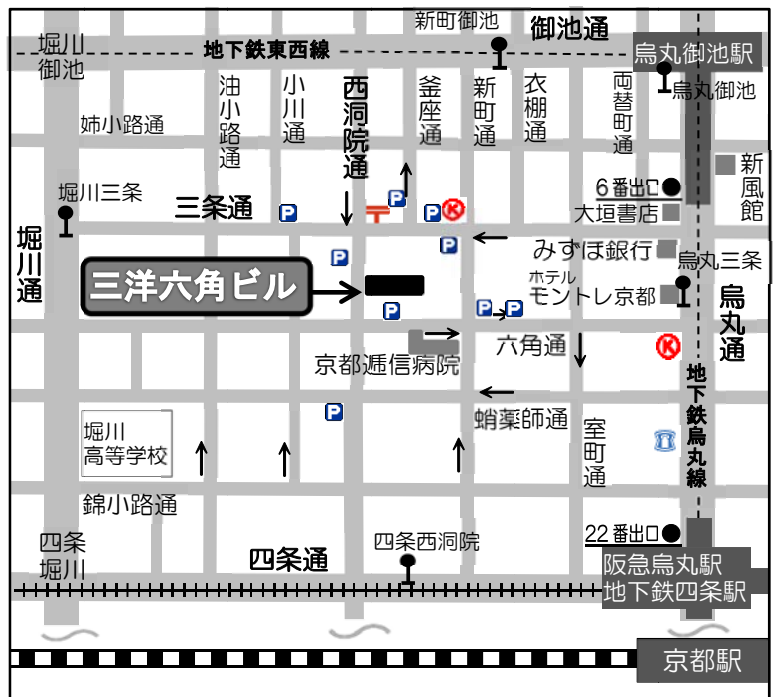 新町御池
御池通
堀川
御池
地下鉄東西線
烏丸御池駅
烏丸御池
油小路通
小川通
西洞院通
釜座通
新町通
衣棚通
両替町通
姉小路通
新風館
堀川三条
三条通
6番出口
大垣書店
堀川通
みずほ銀行
烏丸三条
三洋六角ビル
ホテル
モントレ京都
烏丸通
六角通
京都逓信病院
地下鉄烏丸線
蛸薬師通
堀川
高等学校
室町通
錦小路通
22番出口
四条
堀川
四条通
四条西洞院
阪急烏丸駅
地下鉄四条駅
京都駅
P
P
P
P
P
P
P
P
P
〒
K
K